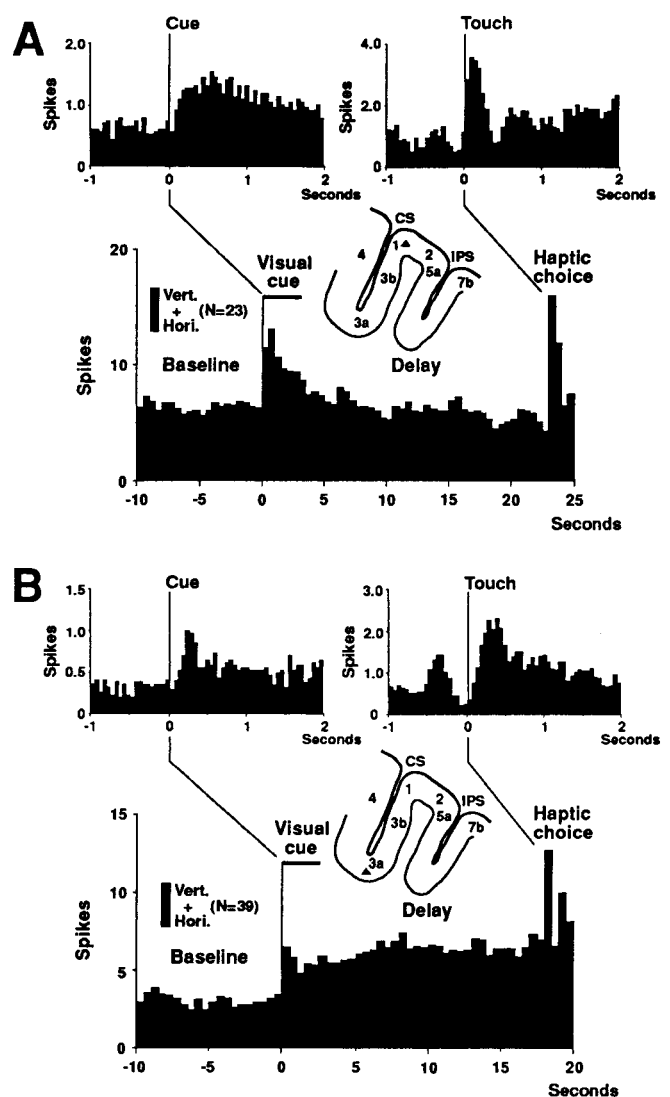 A
Cue
Touch
Spikes
2.0
1.0
0
-1 0 1 2
Seconds
Spikes
4.0
2.0
0
-1 0 1 2
Seconds
CS
4
1
2
IPS
3b
5a
7b
3a
Visual
cue
Haptic
choice
Vert.
+ (N=23)
Hori.
Baseline
Delay
Spikes
20
10
0
-10 -5 0 5 10 15 20 25
Seconds
B
Cue
Touch
Spikes
1.5
1.0
0.5
0
-1 0 1 2
Seconds
Spikes
3.0
2.0
1.0
0
-1 0 1 2
Seconds
CS
4
1
2
IPS
3b
5a
7b
3a
Visual
cue
Haptic
choice
Vert.
+ (N=39)
Hori.
Baseline
Delay
Spikes
15
10
5
0
-10 -5 0 5 10 15 20
Seconds